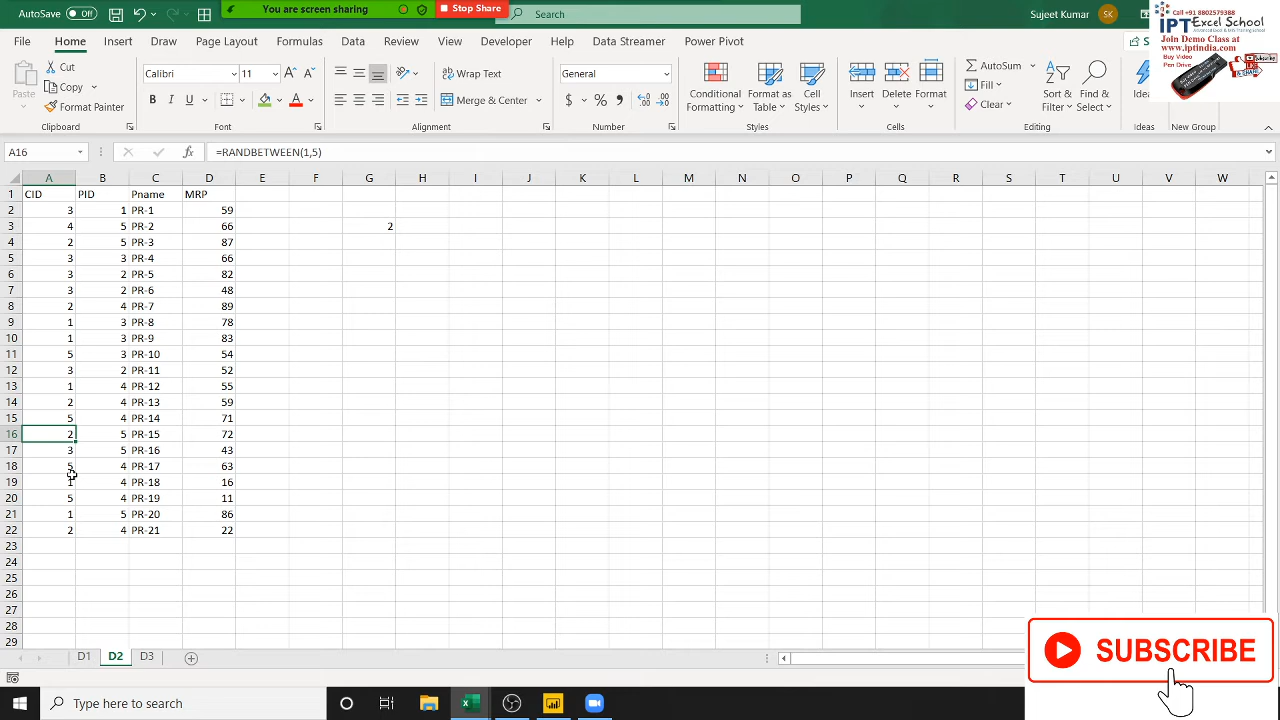 AutoSave Off
You are screen sharing
Stop Share
Search
Sujeet Kumar
SK
Call +91 8802579388
IPT Excel School
Advanced Excel & MIS Training School
Join Demo Class at
www.iptindia.com
Buy Video
Pen Drive
File Home Insert Draw Page Layout Formulas Data Review View Developer Help Data Streamer Power Pivot
Paste
Cut
Copy
Format Painter
Clipboard
Calibri 11
B I U
Font
Wrap Text
Merge & Center
Alignment
General
Number
Conditional Formatting
Format as Table
Cell Styles
Styles
Insert Delete Format
Cells
AutoSum
Fill
Clear
Sort & Filter
Find & Select
Editing
Ideas
Ideas
New Group
A16 fx =RANDBETWEEN(1,5)
A B C D E F G H I J K L M N O P Q R S T U V W
1 CID PID Pname MRP
2 3 1 PR-1 59
3 4 5 PR-2 66 2
4 2 5 PR-3 87
5 3 3 PR-4 66
6 3 2 PR-5 82
7 3 2 PR-6 48
8 2 4 PR-7 89
9 1 3 PR-8 78
10 1 3 PR-9 83
11 5 3 PR-10 54
12 3 2 PR-11 52
13 1 4 PR-12 55
14 2 4 PR-13 59
15 5 4 PR-14 71
16 2 5 PR-15 72
17 3 5 PR-16 43
18 5 4 PR-17 63
19 1 4 PR-18 16
20 5 4 PR-19 11
21 1 5 PR-20 86
22 2 4 PR-21 22
23
24
25
26
27
28
29
D1 D2 D3
SUBSCRIBE
Type here to search